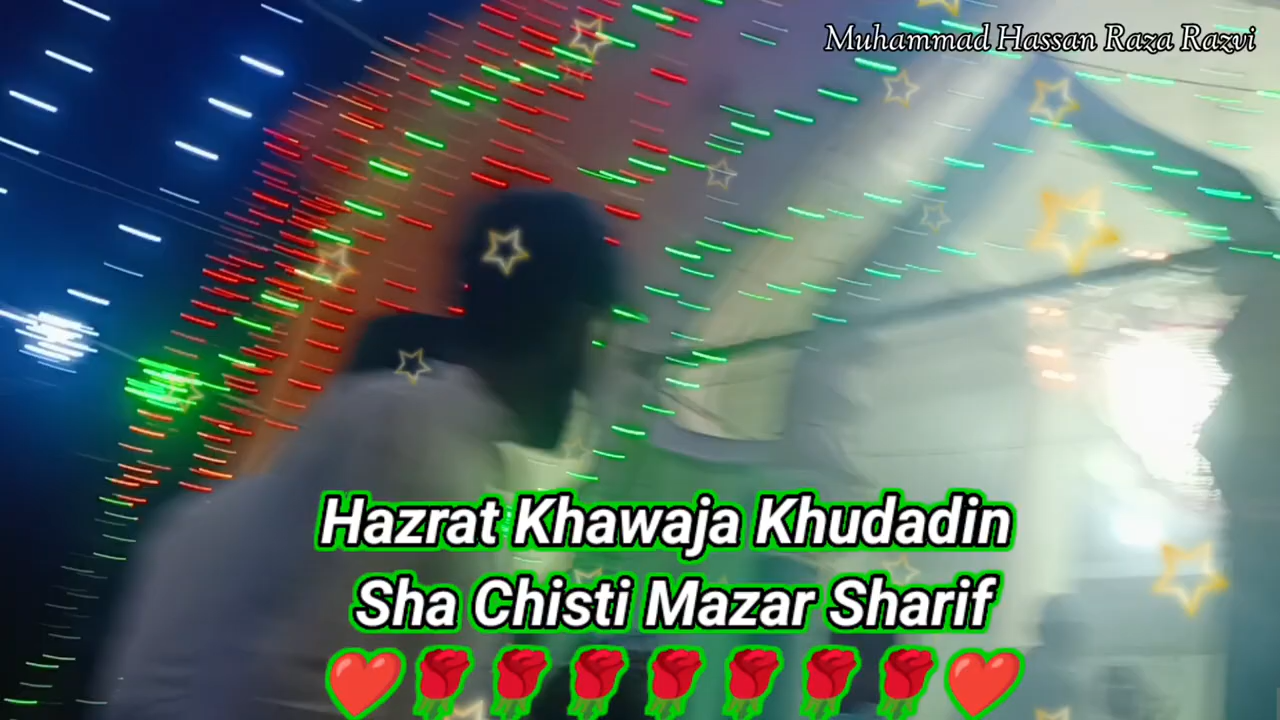 Muhammad Hassan Raza Razvi
Hazrat Khawaja Khudadin
Sha Chisti Mazar Sharif
❤️🌹🌹🌹🌹🌹🌹🌹❤️